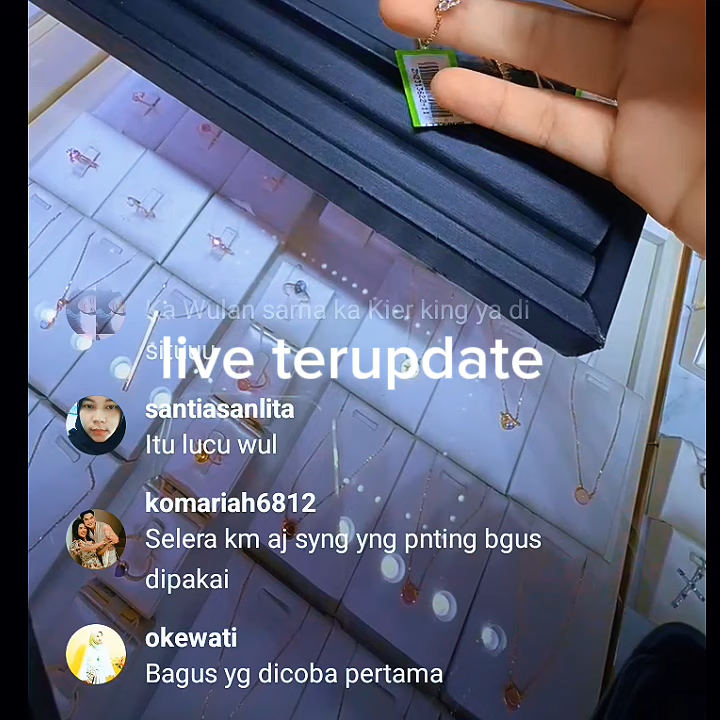 Ka Wulan sama ka Kier king ya di
situuu
live terupdate
santiasanlita
Itu lucu wul
komariah6812
Selera km aj syng yng pnting bgus
dipakai
okewati
Bagus yg dicoba pertama